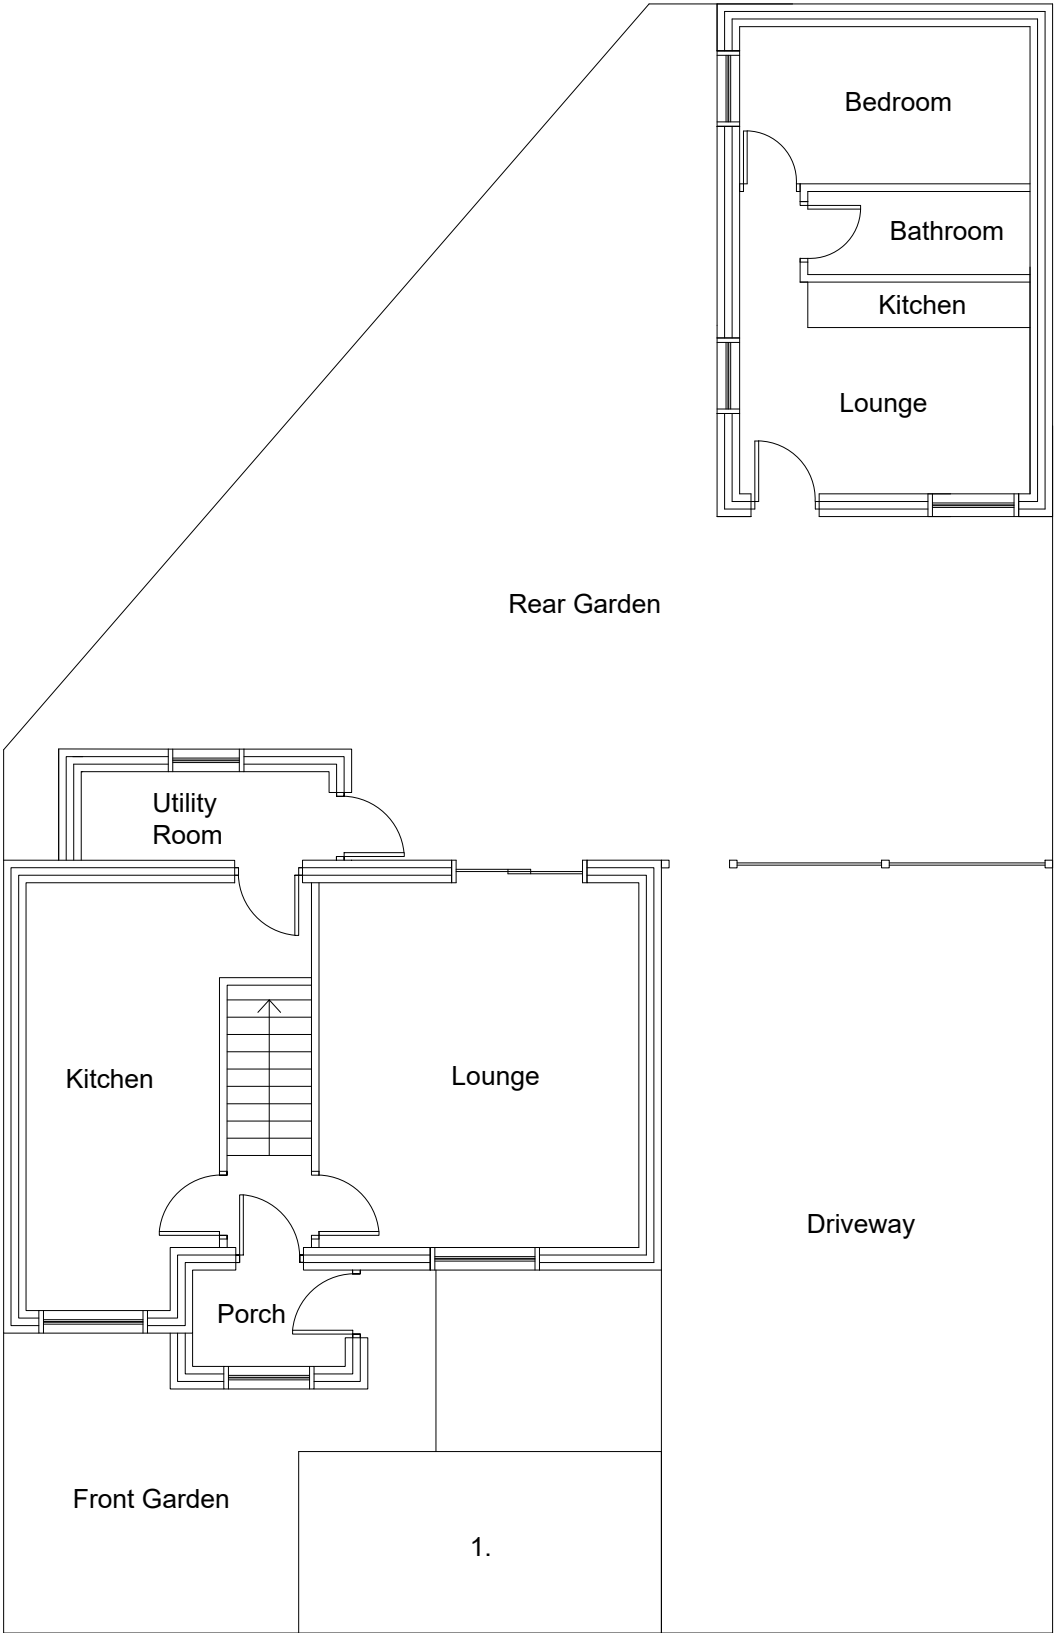 Bedroom
Bathroom
Kitchen
Lounge
Rear Garden
Utility
Room
Kitchen
Lounge
Driveway
Porch
Front Garden
1.